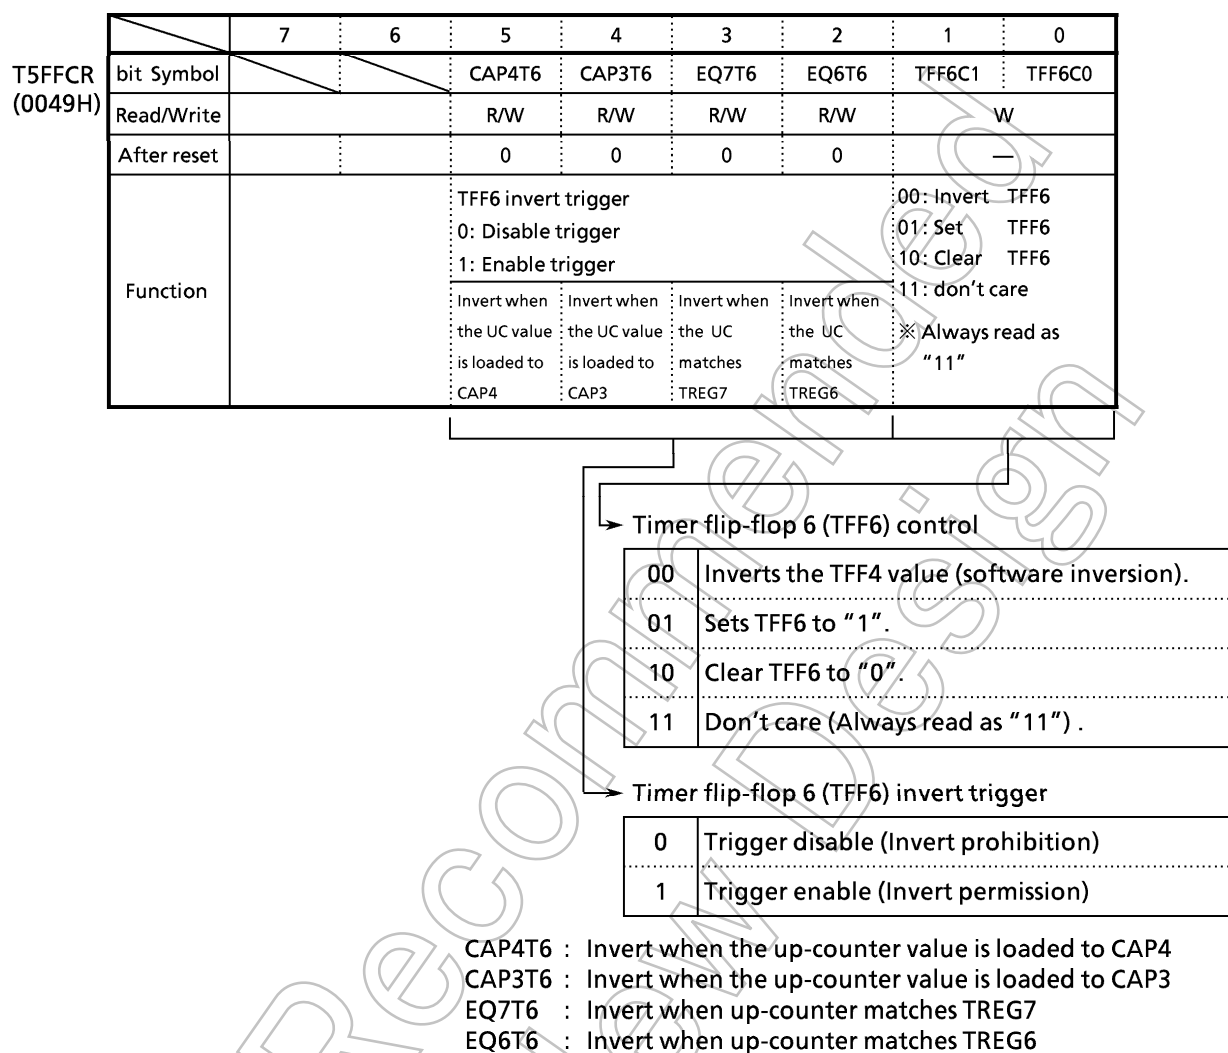 7 6 5 4 3 2 1 0
T5FFCR
(0049H)
bit Symbol CAP4T6 CAP3T6 EQ7T6 EQ6T6 TFF6C1 TFF6C0
Read/Write R/W R/W R/W R/W W
After reset 0 0 0 0 —
Function
TFF6 invert trigger
0: Disable trigger
1: Enable trigger
Invert when
the UC value
is loaded to
CAP4
Invert when
the UC value
is loaded to
CAP3
Invert when
the UC
matches
TREG7
Invert when
the UC
matches
TREG6
00: Invert TFF6
01: Set TFF6
10: Clear TFF6
11: don't care
※ Always read as
"11"
Timer flip-flop 6 (TFF6) control
00 Inverts the TFF4 value (software inversion).
01 Sets TFF6 to "1".
10 Clear TFF6 to "0".
11 Don't care (Always read as "11") .
Timer flip-flop 6 (TFF6) invert trigger
0 Trigger disable (Invert prohibition)
1 Trigger enable (Invert permission)
CAP4T6 : Invert when the up-counter value is loaded to CAP4
CAP3T6 : Invert when the up-counter value is loaded to CAP3
EQ7T6 : Invert when up-counter matches TREG7
EQ6T6 : Invert when up-counter matches TREG6
Recommended
New Design